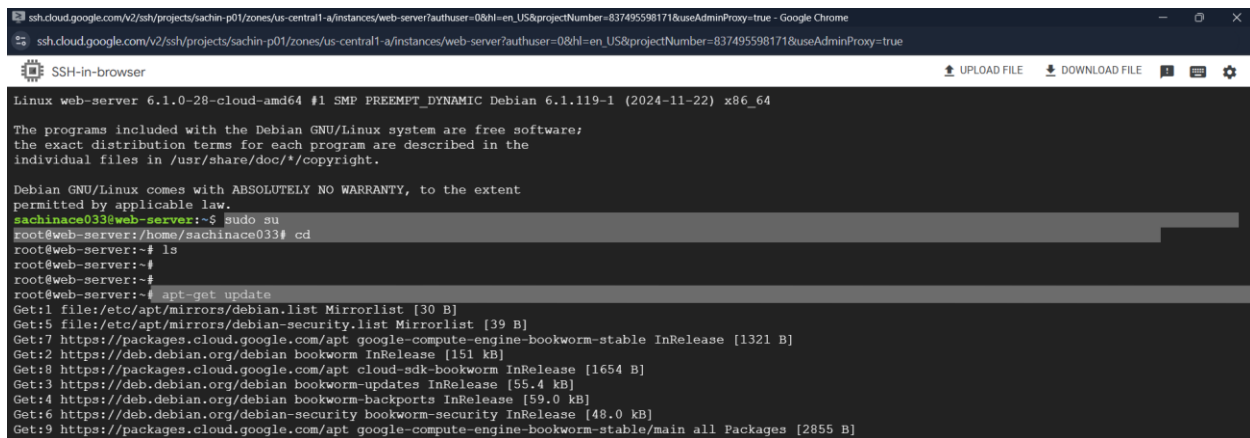 ssh.cloud.google.com/v2/ssh/projects/sachin-p01/zones/us-central1-a/instances/web-server?authuser=0&hl=en_US&projectNumber=837495598171&useAdminProxy=true - Google Chrome
ssh.cloud.google.com/v2/ssh/projects/sachin-p01/zones/us-central1-a/instances/web-server?authuser=0&hl=en_US&projectNumber=837495598171&useAdminProxy=true
SSH-in-browser UPLOAD FILE DOWNLOAD FILE
Linux web-server 6.1.0-28-cloud-amd64 #1 SMP PREEMPT_DYNAMIC Debian 6.1.119-1 (2024-11-22) x86_64
The programs included with the Debian GNU/Linux system are free software;
the exact distribution terms for each program are described in the
individual files in /usr/share/doc/*/copyright.
Debian GNU/Linux comes with ABSOLUTELY NO WARRANTY, to the extent
permitted by applicable law.
sachinace033@web-server:~$ sudo su
root@web-server:/home/sachinace033# cd
root@web-server:~# ls
root@web-server:~#
root@web-server:~#
root@web-server:~# apt-get update
Get:1 file:/etc/apt/mirrors/debian.list Mirrorlist [30 B]
Get:5 file:/etc/apt/mirrors/debian-security.list Mirrorlist [39 B]
Get:7 https://packages.cloud.google.com/apt google-compute-engine-bookworm-stable InRelease [1321 B]
Get:2 https://deb.debian.org/debian bookworm InRelease [151 kB]
Get:8 https://packages.cloud.google.com/apt cloud-sdk-bookworm InRelease [1654 B]
Get:3 https://deb.debian.org/debian bookworm-updates InRelease [55.4 kB]
Get:4 https://deb.debian.org/debian bookworm-backports InRelease [59.0 kB]
Get:6 https://deb.debian.org/debian-security bookworm-security InRelease [48.0 kB]
Get:9 https://packages.cloud.google.com/apt google-compute-engine-bookworm-stable/main all Packages [2855 B]